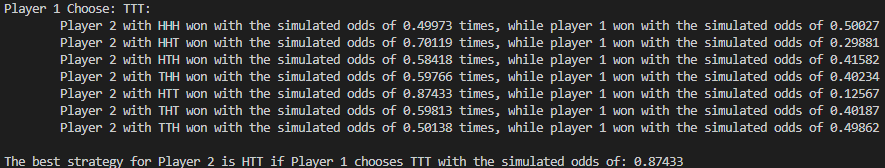 Player 1 Choose: TTT:
Player 2 with HHH won with the simulated odds of 0.49973 times, while player 1 won with the simulated odds of 0.50027
Player 2 with HHT won with the simulated odds of 0.70119 times, while player 1 won with the simulated odds of 0.29881
Player 2 with HTH won with the simulated odds of 0.58418 times, while player 1 won with the simulated odds of 0.41582
Player 2 with THH won with the simulated odds of 0.59766 times, while player 1 won with the simulated odds of 0.40234
Player 2 with HTT won with the simulated odds of 0.87433 times, while player 1 won with the simulated odds of 0.12567
Player 2 with THT won with the simulated odds of 0.59813 times, while player 1 won with the simulated odds of 0.40187
Player 2 with TTH won with the simulated odds of 0.50138 times, while player 1 won with the simulated odds of 0.49862
The best strategy for Player 2 is HTT if Player 1 chooses TTT with the simulated odds of: 0.87433